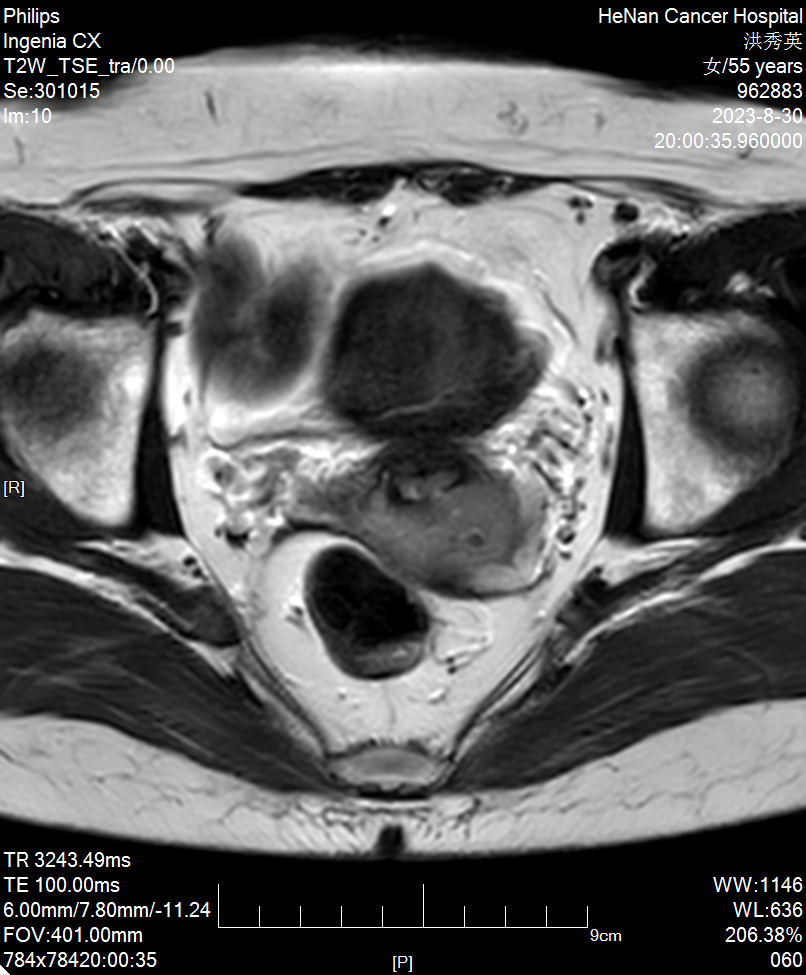 Philips
Ingenia CX
T2W_TSE_tra/0.00
Se:301015
Im:10
HeNan Cancer Hospital
洪秀英
女/55 years
962883
2023-8-30
20:00:35.960000
[R]
TR 3243.49ms
TE 100.00ms
6.00mm/7.80mm/-11.24
FOV:401.00mm
784x78420:00:35
9cm
[P]
WW:1146
WL:636
206.38%
060